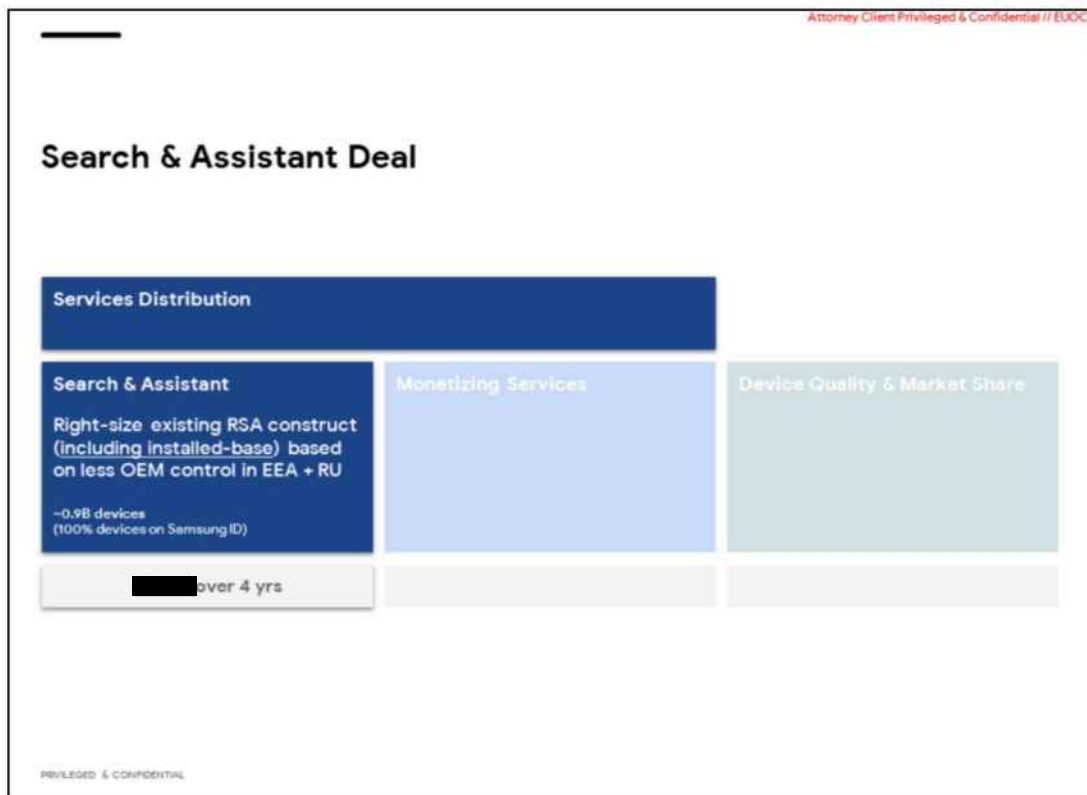 Attorney Client Privileged & Confidential // EUOC
Search & Assistant Deal
Services Distribution
Search & Assistant
Right-size existing RSA construct
(including installed-base) based
on less OEM control in EEA + RU
~0.9B devices
(100% devices on Samsung ID)
over 4 yrs
Monetizing Services
Device Quality & Market Share
PRIVILEGED & CONFIDENTIAL